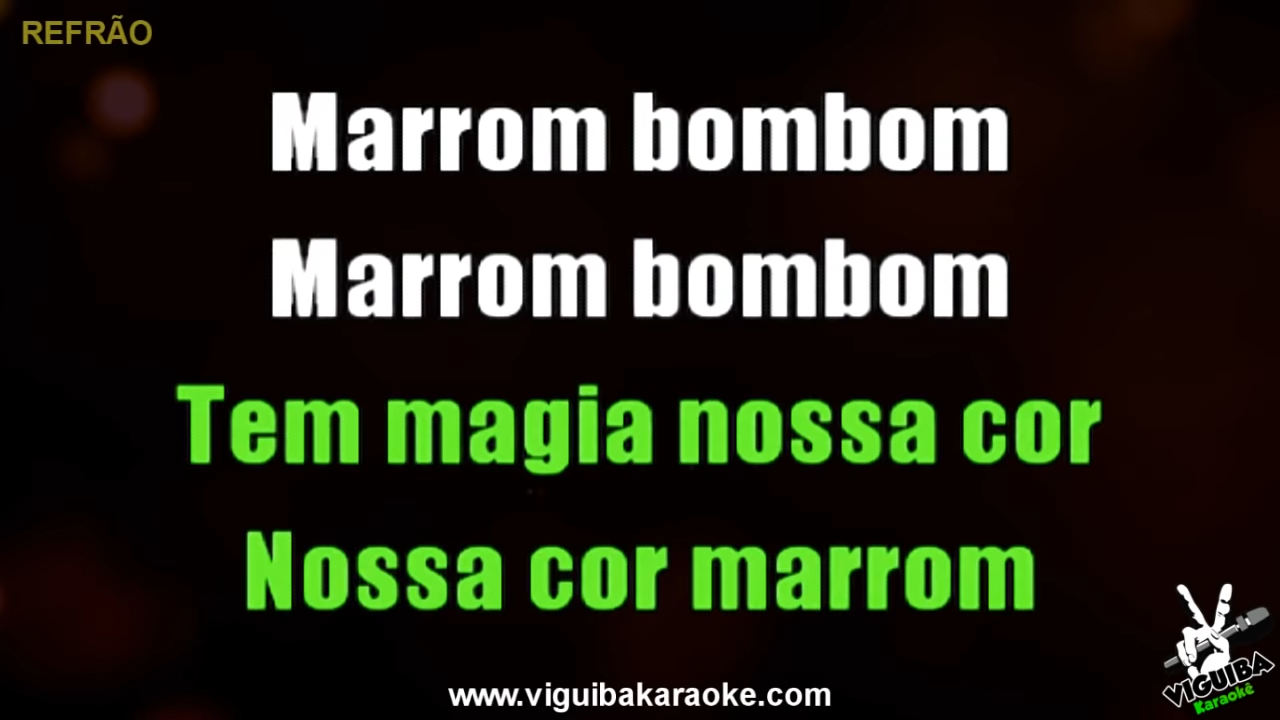 REFRÃO
Marrom bombom
Marrom bombom
Tem magia nossa cor
Nossa cor marrom
www.viguibakaraoke.com
VIGUIBA
Karaokê